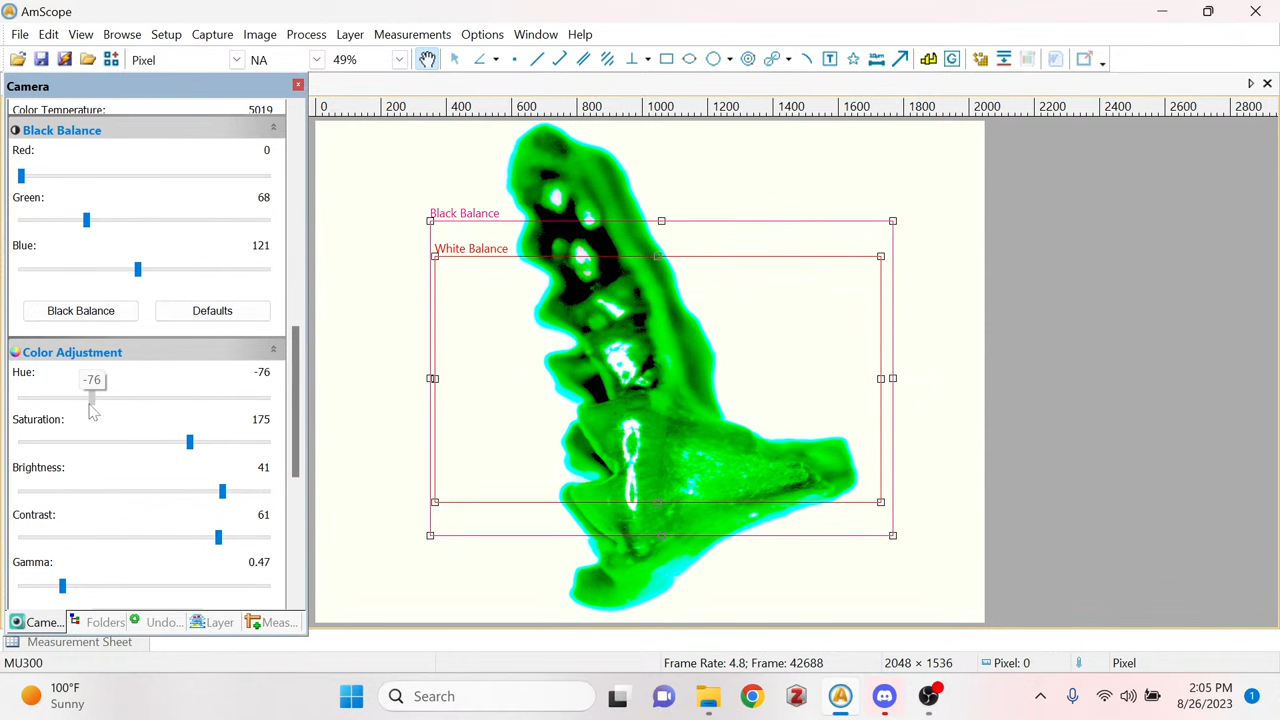 AmScope
File Edit View Browse Setup Capture Image Process Layer Measurements Options Window Help
Pixel NA 49%
Camera
0 200 400 600 800 1000 1200 1400 1600 1800 2000 2200 2400 2600 2800
Color Temperature: 5019
Black Balance
Red: 0
Green: 68
Blue: 121
Black Balance Defaults
Color Adjustment
Hue: -76
-76
Saturation: 175
Brightness: 41
Contrast: 61
Gamma: 0.47
Black Balance
White Balance
Came... Folders Undo... Layer Meas...
Measurement Sheet
MU300 Frame Rate: 4.8; Frame: 42688 2048 × 1536 Pixel: 0 Pixel
100°F
Sunny
Search
2:05 PM
8/26/2023
1